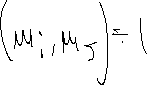 (m_i, m_j) = 1